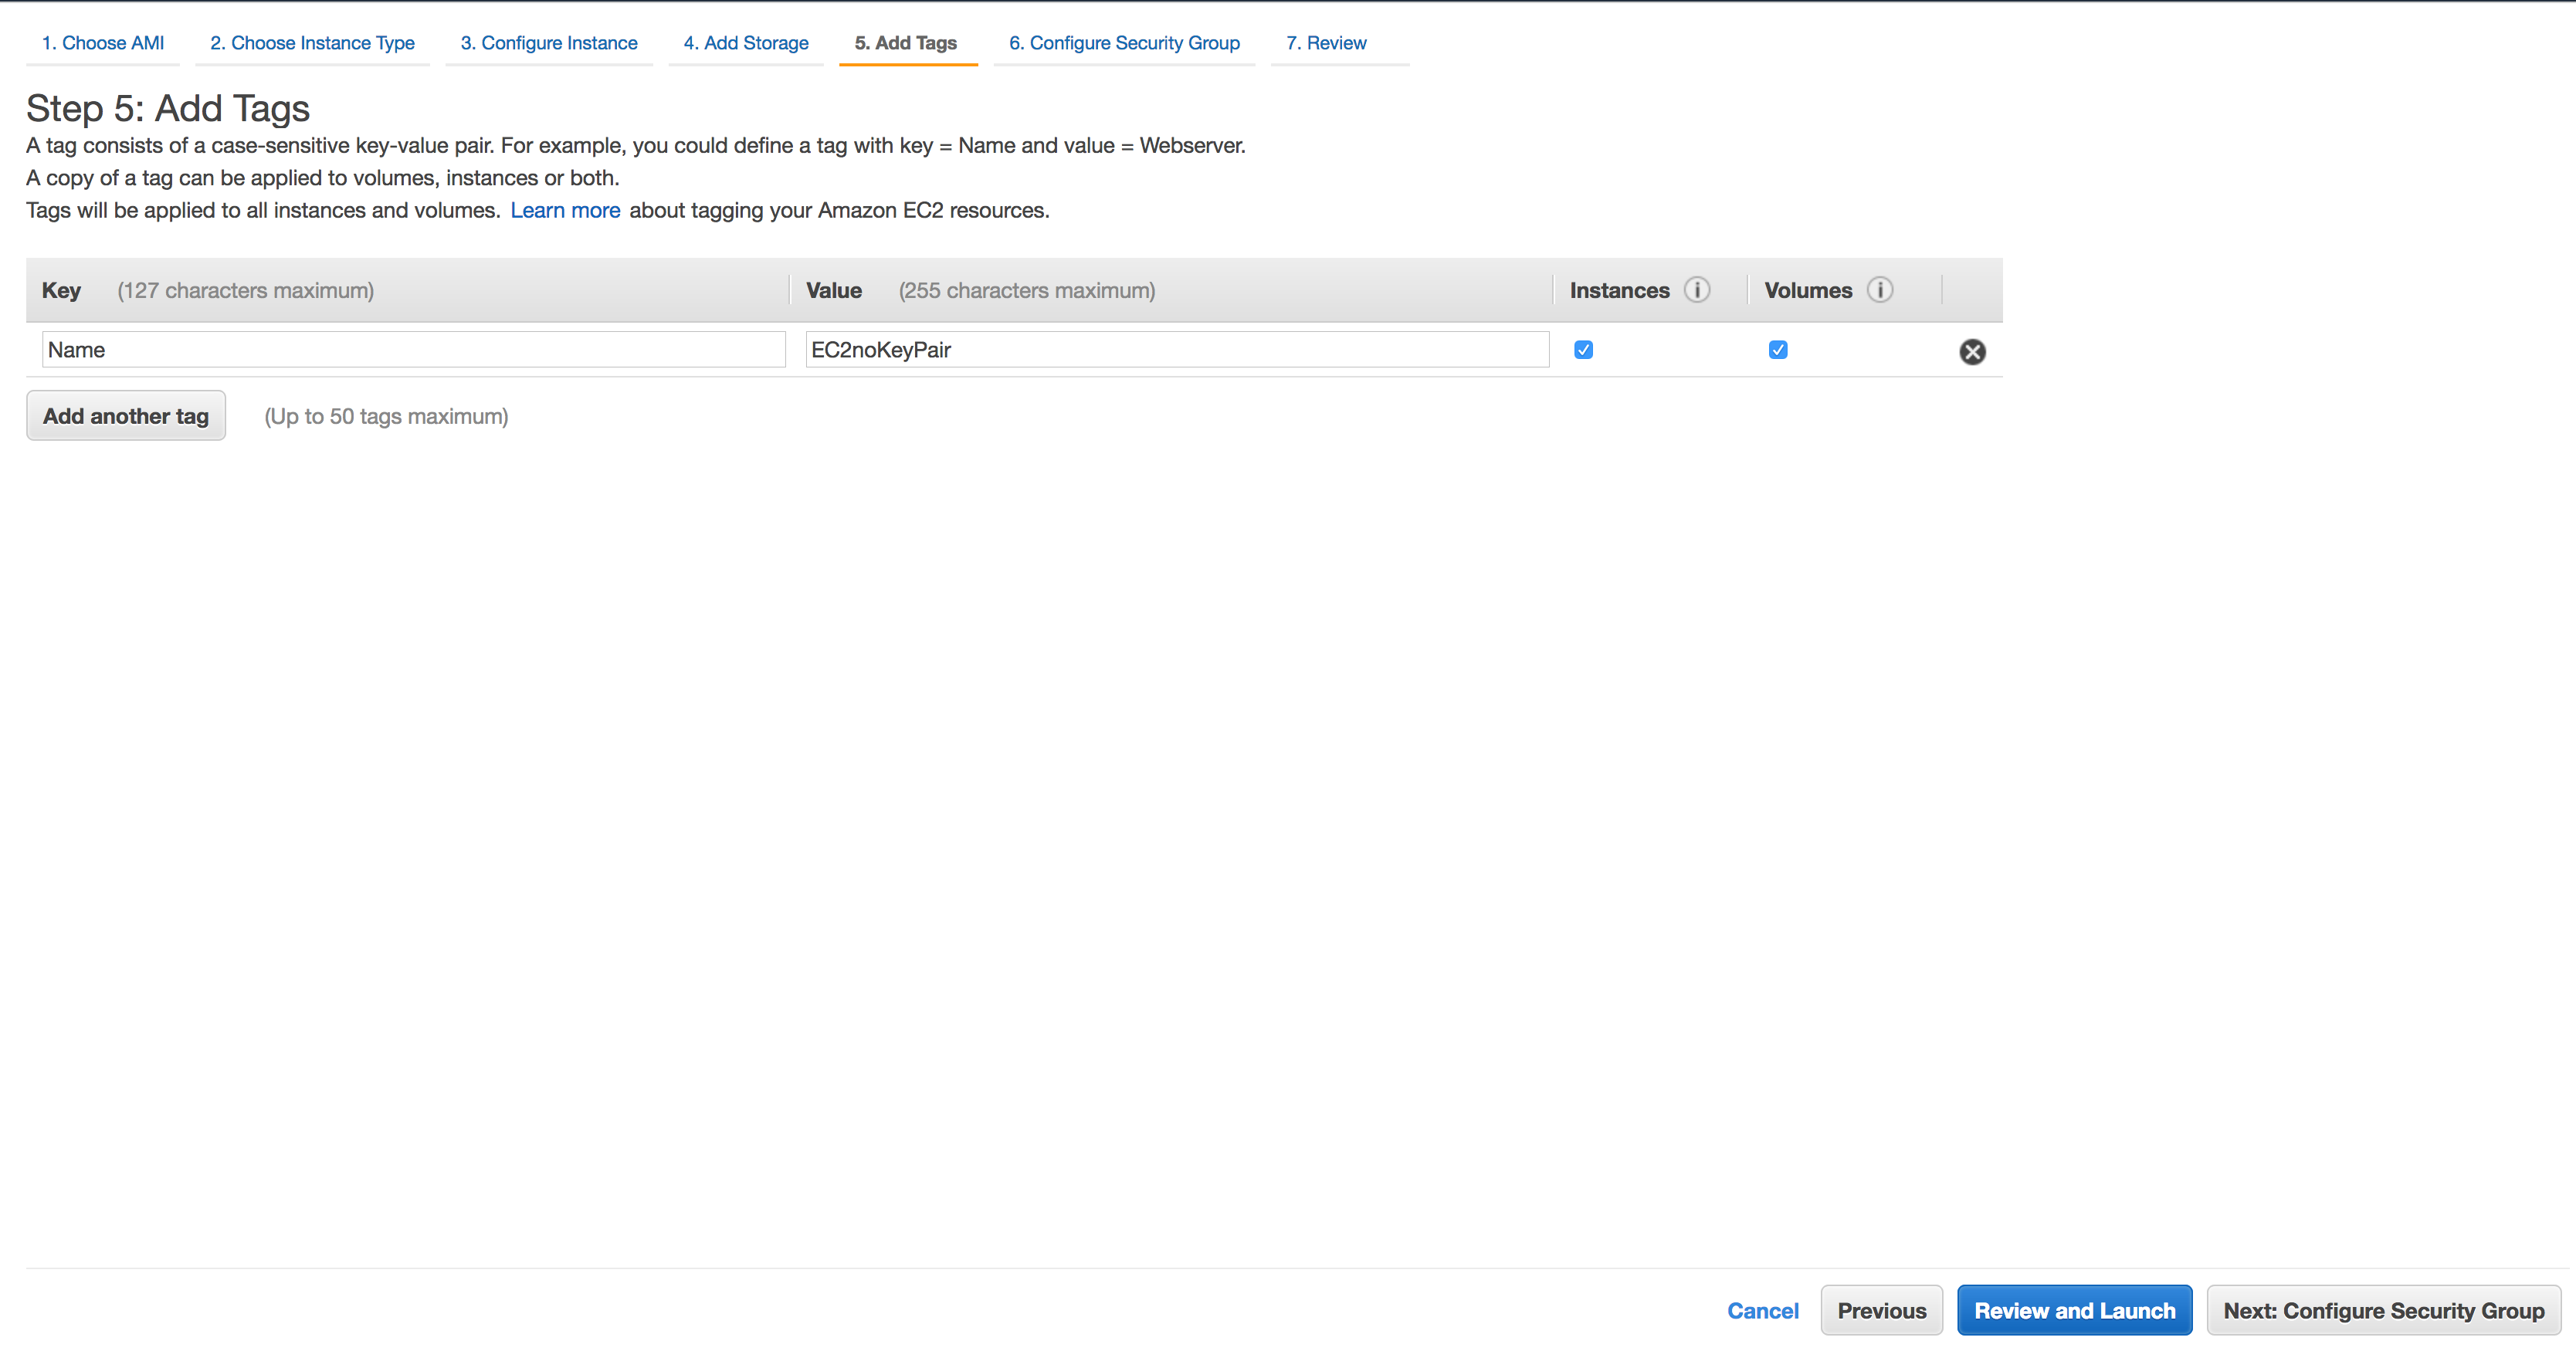 1. Choose AMI 2. Choose Instance Type 3. Configure Instance 4. Add Storage 5. Add Tags 6. Configure Security Group 7. Review
Step 5: Add Tags
A tag consists of a case-sensitive key-value pair. For example, you could define a tag with key = Name and value = Webserver.
A copy of a tag can be applied to volumes, instances or both.
Tags will be applied to all instances and volumes. Learn more about tagging your Amazon EC2 resources.
Key (127 characters maximum) Value (255 characters maximum) Instances i Volumes i
Name EC2noKeyPair
Add another tag (Up to 50 tags maximum)
Cancel Previous Review and Launch Next: Configure Security Group